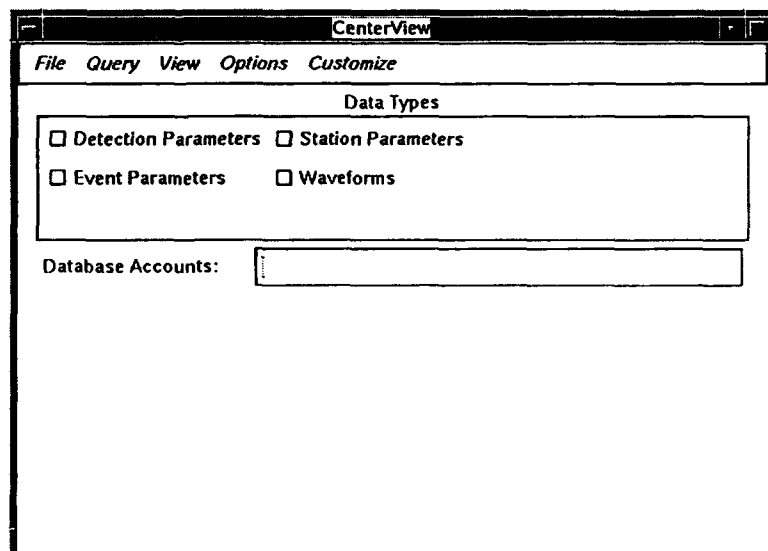 CenterView
File Query View Options Customize
Data Types
Detection Parameters Station Parameters
Event Parameters Waveforms
Database Accounts: